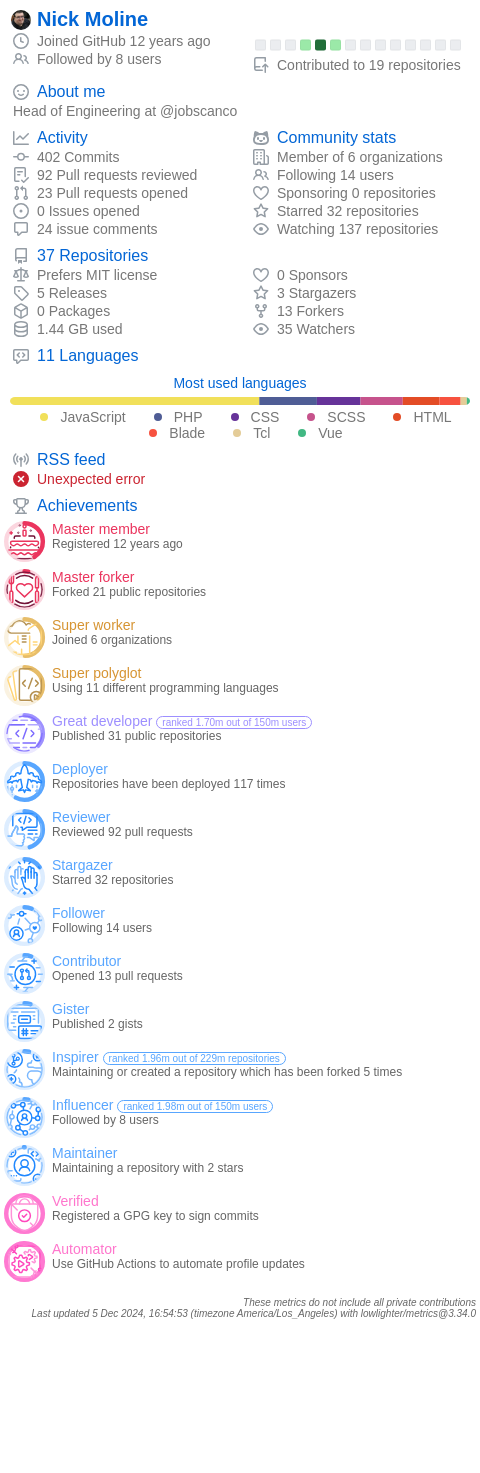 Nick Moline
Joined GitHub 12 years ago
Followed by 8 users
Contributed to 19 repositories
About me
Head of Engineering at @jobscanco
Activity
402 Commits
92 Pull requests reviewed
23 Pull requests opened
0 Issues opened
24 issue comments
Community stats
Member of 6 organizations
Following 14 users
Sponsoring 0 repositories
Starred 32 repositories
Watching 137 repositories
37 Repositories
Prefers MIT license
5 Releases
0 Packages
1.44 GB used
0 Sponsors
3 Stargazers
13 Forkers
35 Watchers
11 Languages
Most used languages
JavaScript PHP CSS SCSS HTML
Blade Tcl Vue
RSS feed
Unexpected error
Achievements
Master member
Registered 12 years ago
Master forker
Forked 21 public repositories
Super worker
Joined 6 organizations
Super polyglot
Using 11 different programming languages
Great developer ranked 1.70m out of 150m users
Published 31 public repositories
Deployer
Repositories have been deployed 117 times
Reviewer
Reviewed 92 pull requests
Stargazer
Starred 32 repositories
Follower
Following 14 users
Contributor
Opened 13 pull requests
Gister
Published 2 gists
Inspirer ranked 1.96m out of 229m repositories
Maintaining or created a repository which has been forked 5 times
Influencer ranked 1.98m out of 150m users
Followed by 8 users
Maintainer
Maintaining a repository with 2 stars
Verified
Registered a GPG key to sign commits
Automator
Use GitHub Actions to automate profile updates
These metrics do not include all private contributions
Last updated 5 Dec 2024, 16:54:53 (timezone America/Los_Angeles) with lowlighter/metrics@3.34.0